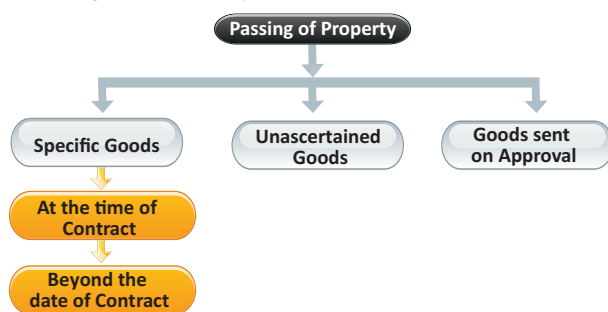 Passing of Property
Specific Goods
Unascertained
Goods
Goods sent
on Approval
At the time of
Contract
Beyond the
date of Contract